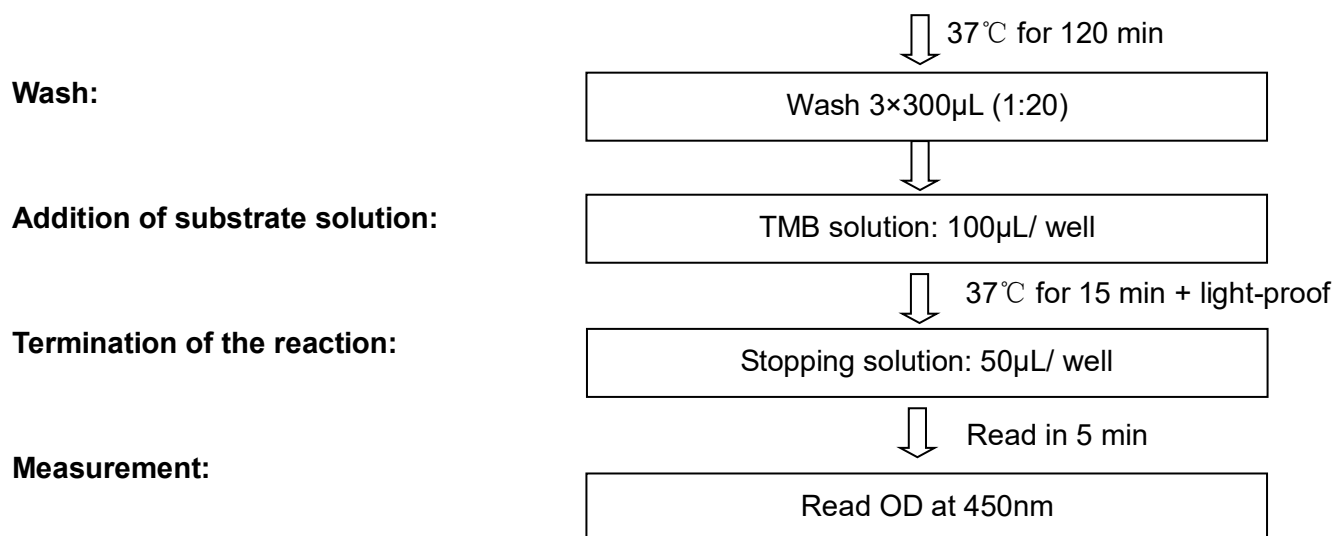 37℃ for 120 min
Wash:
Wash 3×300µL (1:20)
Addition of substrate solution:
TMB solution: 100µL/ well
37℃ for 15 min + light-proof
Termination of the reaction:
Stopping solution: 50µL/ well
Read in 5 min
Measurement:
Read OD at 450nm